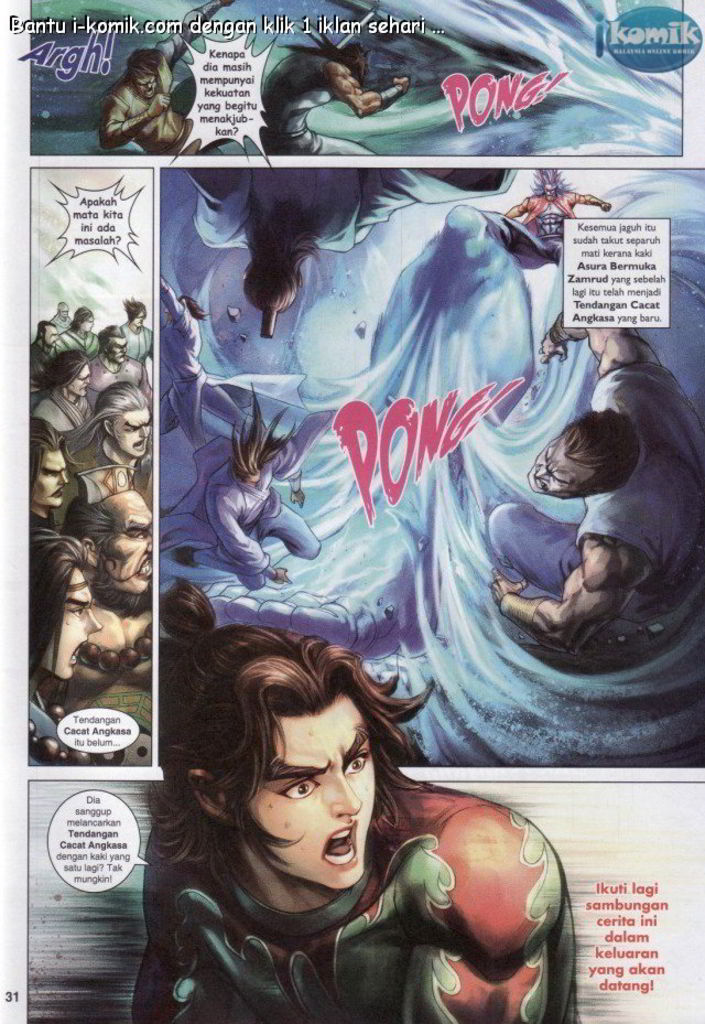 Bantu i-komik.com dengan klik 1 iklan sehari ...
i komik
MALAYSIA ONLINE KOMIK
Argh!
Kenapa
dia masih
mempunyai
kekuatan
yang begitu
menakjub-
kan?
PONG!
Apakah
mata kita
ini ada
masalah?
Kesemua jaguh itu
sudah takut separuh
mati kerana kaki
Asura Bermuka
Zamrud yang sebelah
lagi itu telah menjadi
Tendangan Cacat
Angkasa yang baru.
PONG!
Tendangan
Cacat Angkasa
itu belum...
Dia
sanggup
melancarkan
Tendangan
Cacat Angkasa
dengan kaki yang
satu lagi? Tak
mungkin!
Ikuti lagi
sambungan
cerita ini
dalam
keluaran
yang akan
datang!
31